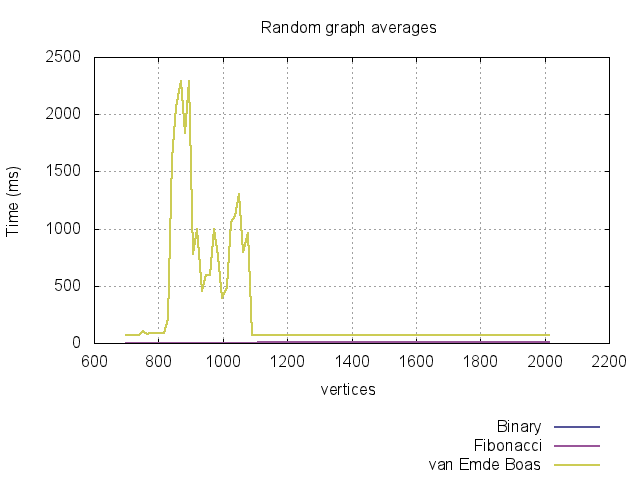 Random graph averages
2500
2000
1500
1000
500
0
Time (ms)
600 800 1000 1200 1400 1600 1800 2000 2200
vertices
Binary
Fibonacci
van Emde Boas